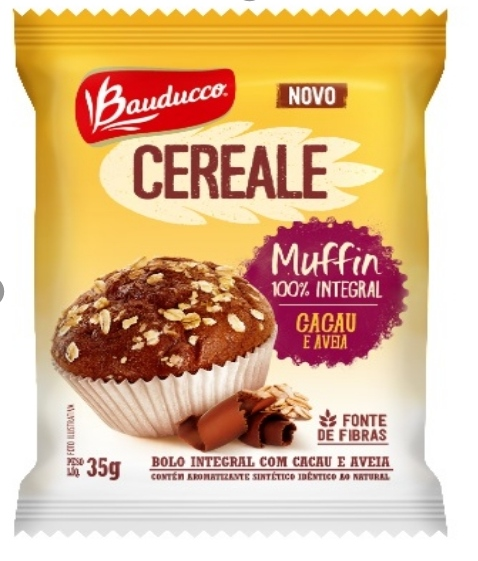 Bauducco
NOVO
CEREALE
Muffin
100% INTEGRAL
CACAU
E AVEIA
FONTE
DE FIBRAS
FOTO ILUSTRATIVA
PESO
LÍQ. 35g
BOLO INTEGRAL COM CACAU E AVEIA
CONTÉM AROMATIZANTE SINTÉTICO IDÊNTICO AO NATURAL